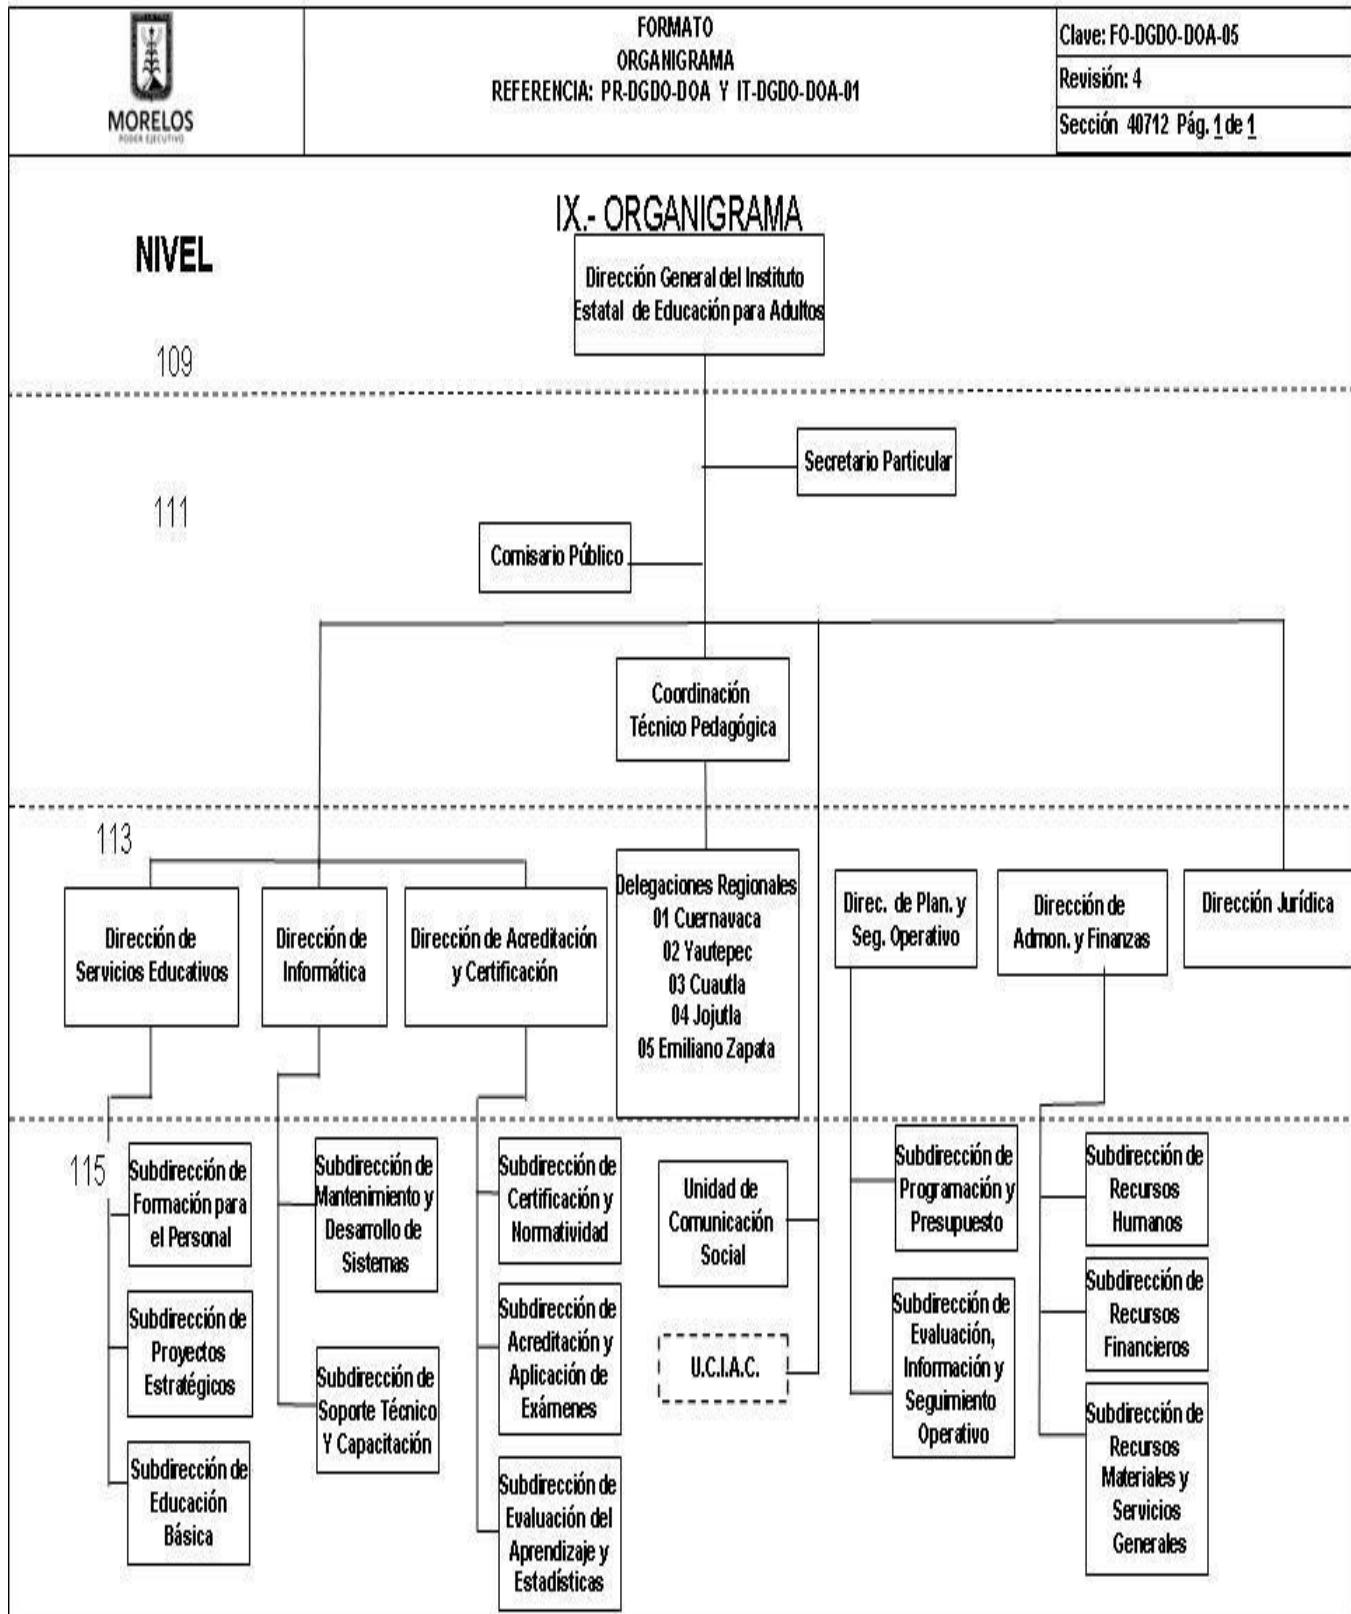 MORELOS
PODER EJECUTIVO
FORMATO
ORGANIGRAMA
REFERENCIA: PR-DGDO-DOA Y IT-DGDO-DOA-01
Clave: FO-DGDO-DOA-05
Revisión: 4
Sección 40712 Pág. 1 de 1
IX.- ORGANIGRAMA
NIVEL
Dirección General del Instituto
Estatal de Educación para Adultos
109
Secretario Particular
111
Comisario Público
Coordinación
Técnico Pedagógica
113
Dirección de
Servicios Educativos
Dirección de
Informática
Dirección de Acreditación
y Certificación
Delegaciones Regionales
01 Cuernavaca
02 Yautepec
03 Cuautla
04 Jojutla
05 Emiliano Zapata
Direc. de Plan. y
Seg. Operativo
Dirección de
Admon. y Finanzas
Dirección Jurídica
115
Subdirección de
Formación para
el Personal
Subdirección de
Proyectos
Estratégicos
Subdirección de
Educación
Básica
Subdirección de
Mantenimiento y
Desarrollo de
Sistemas
Subdirección de
Soporte Técnico
Y Capacitación
Subdirección de
Certificación y
Normatividad
Subdirección de
Acreditación y
Aplicación de
Exámenes
Subdirección de
Evaluación del
Aprendizaje y
Estadísticas
Unidad de
Comunicación
Social
U.C.I.A.C.
Subdirección de
Programación y
Presupuesto
Subdirección de
Evaluación,
Información y
Seguimiento
Operativo
Subdirección de
Recursos
Humanos
Subdirección de
Recursos
Financieros
Subdirección de
Recursos
Materiales y
Servicios
Generales